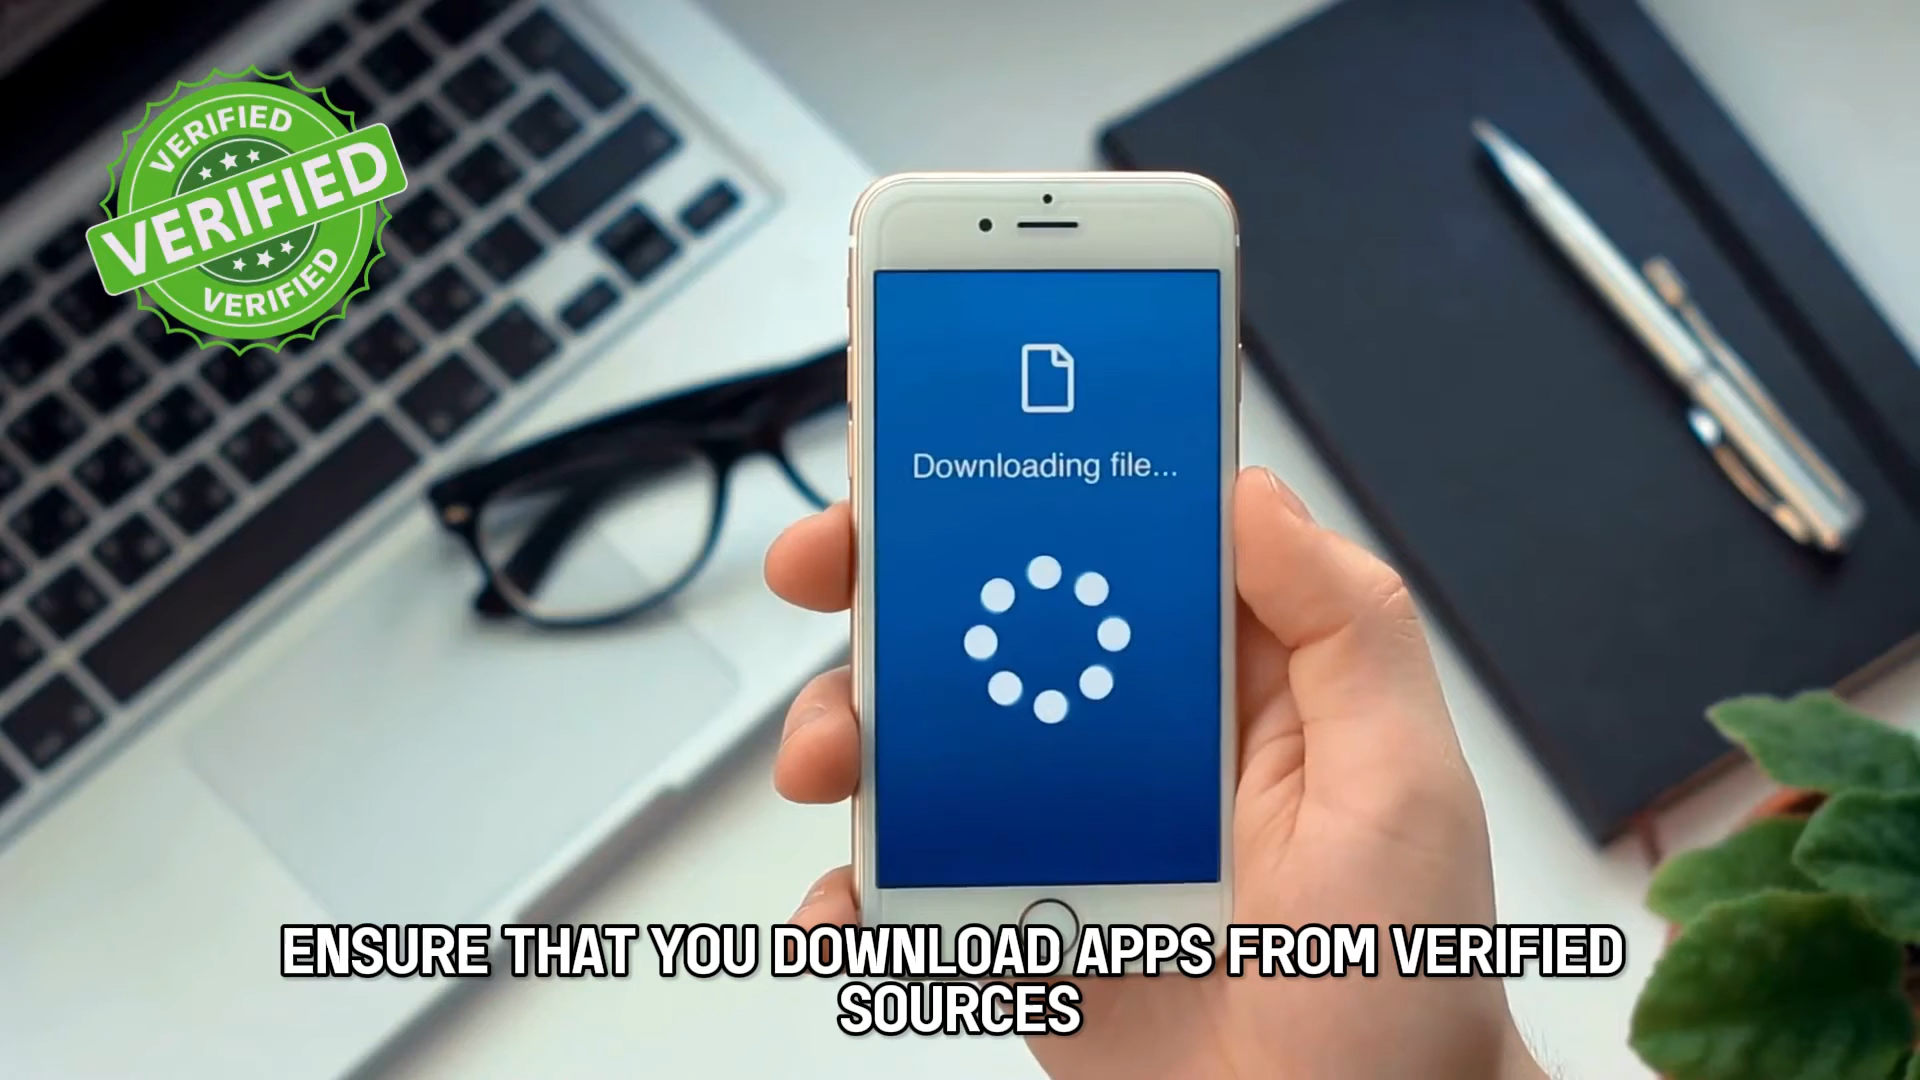 VERIFIED
VERIFIED
VERIFIED
Downloading file...
ENSURE THAT YOU DOWNLOAD APPS FROM VERIFIED
SOURCES